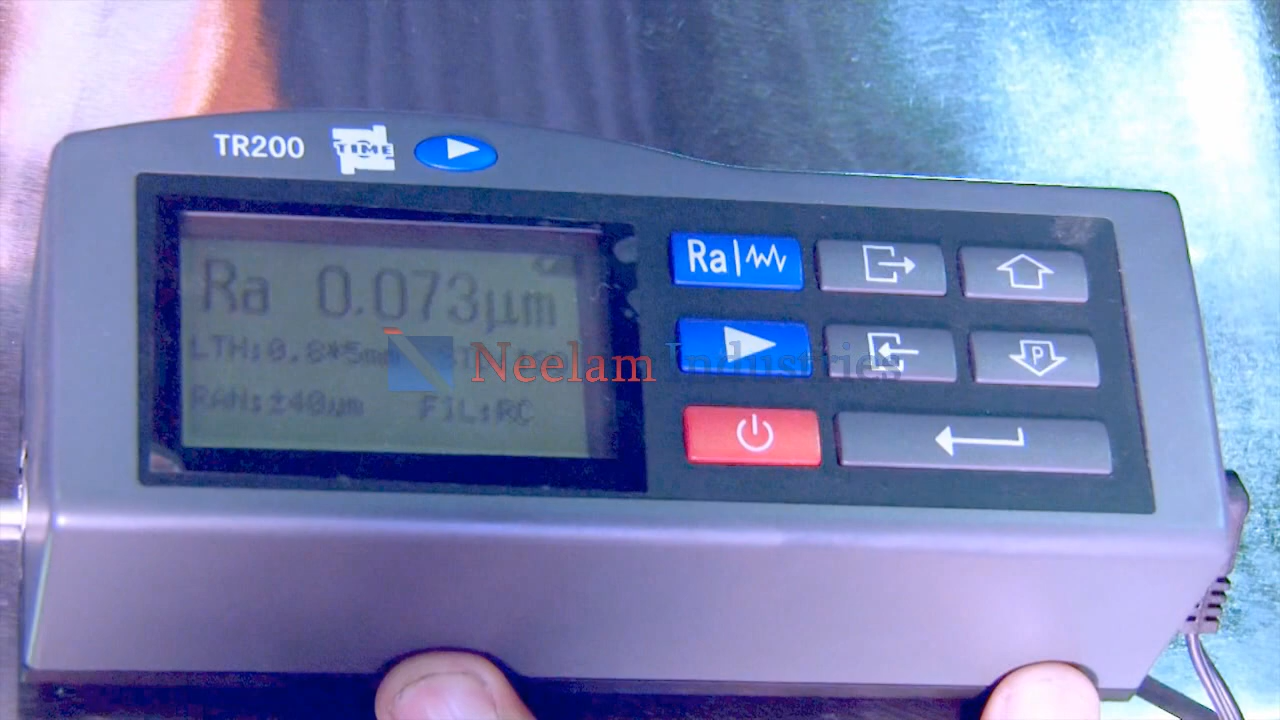 TR200 TIME
Ra 0.073µm
LTH:0.8*5mm
RAN:±40µm FiL:RC
Ra
P
Neelam Industries